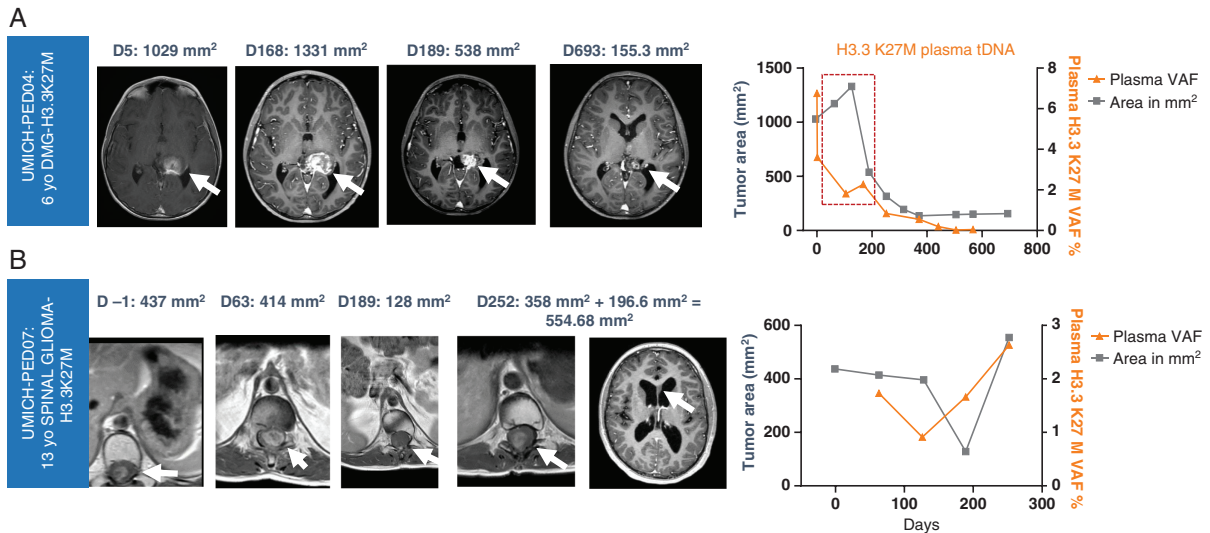 A
UMICH-PED04:
6 yo DMG-H3.3K27M
D5: 1029 mm²
D168: 1331 mm²
D189: 538 mm²
D693: 155.3 mm²
H3.3 K27M plasma tDNA
Tumor area (mm²)
1500
1000
500
0
0
200
400
600
800
8
6
4
2
0
Plasma H3.3 K27 M VAF %
Plasma VAF
Area in mm²
B
UMICH-PED07:
13 yo SPINAL GLIOMA-
H3.3K27M
D –1: 437 mm²
D63: 414 mm²
D189: 128 mm²
D252: 358 mm² + 196.6 mm² =
554.68 mm²
Tumor area (mm²)
600
400
200
0
0
100
200
300
Days
3
2
1
0
Plasma H3.3 K27 M VAF %
Plasma VAF
Area in mm²